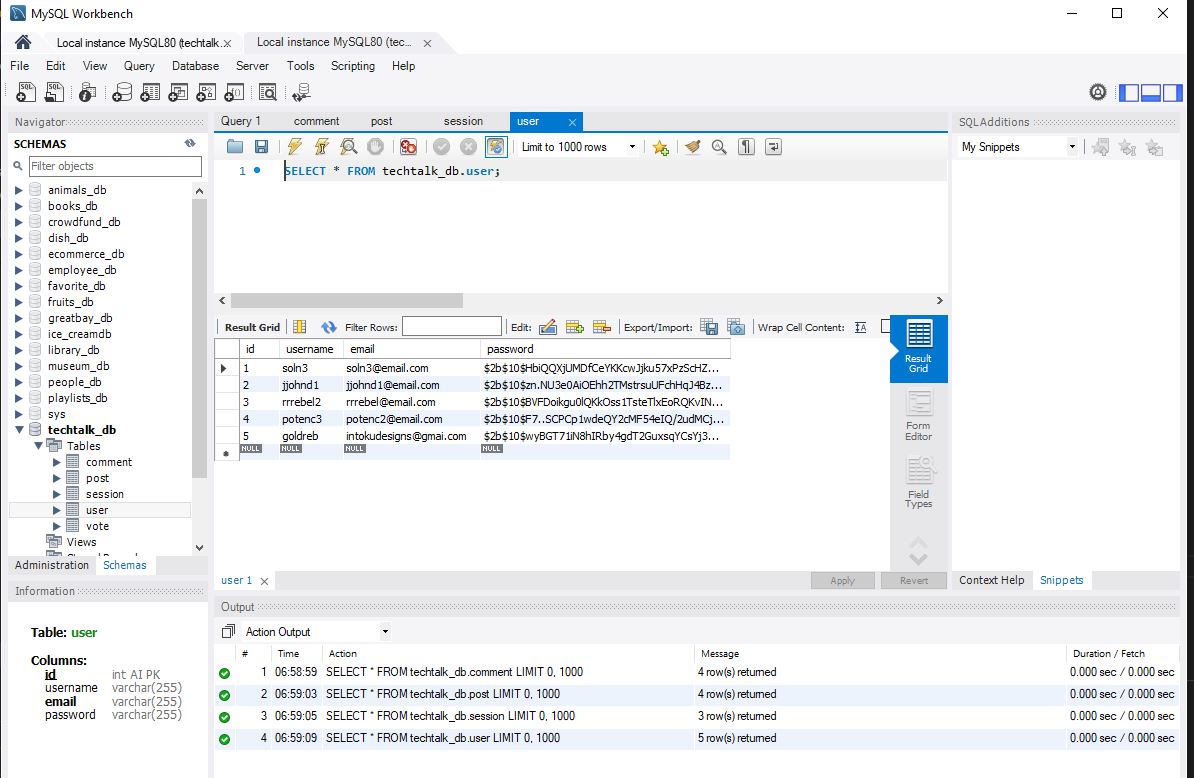 MySQL Workbench
Local instance MySQL80 (techtalk... x Local instance MySQL80 (tec... x
File Edit View Query Database Server Tools Scripting Help
Navigator
SCHEMAS
Filter objects
animals_db
books_db
crowdfund_db
dish_db
ecommerce_db
employee_db
favorite_db
fruits_db
greatbay_db
ice_creamdb
library_db
museum_db
people_db
playlists_db
sys
techtalk_db
Tables
comment
post
session
user
vote
Views
Administration Schemas
Information
Table: user
Columns:
id int AI PK
username varchar(255)
email varchar(255)
password varchar(255)
Query 1 comment post session user
Limit to 1000 rows
1 SELECT * FROM techtalk_db.user;
Result Grid Filter Rows: Edit: Export/Import: Wrap Cell Content:
id username email password
1 soln3 soln3@email.com $2b$10$HbiQQXjUMDfCeYKKcwJjku57xPzScHZ...
2 jjohnd1 jjohnd1@email.com $2b$10$zn.NU3e0AiOEhh2TMstrsuUFchHqJ4Bz...
3 rrrebel2 rrrebel@email.com $2b$10$BVFDoikgu0lQKkOss1TsteTlxEoRQKvIN...
4 potenc3 potenc2@email.com $2b$10$F7..SCPCp1wdeQY2cMF54eIQ/2udMCj...
5 goldreb intokudesigns@gmai.com $2b$10$wyBGT71iN8hIRby4gdT2GuxsqYCsYj3...
NULL NULL NULL NULL
Result Grid
Form Editor
Field Types
user 1 Apply Revert
SQL Additions
My Snippets
Context Help Snippets
Output
Action Output
# Time Action Message Duration / Fetch
1 06:58:59 SELECT * FROM techtalk_db.comment LIMIT 0, 1000 4 row(s) returned 0.000 sec / 0.000 sec
2 06:59:03 SELECT * FROM techtalk_db.post LIMIT 0, 1000 4 row(s) returned 0.000 sec / 0.000 sec
3 06:59:05 SELECT * FROM techtalk_db.session LIMIT 0, 1000 3 row(s) returned 0.000 sec / 0.000 sec
4 06:59:09 SELECT * FROM techtalk_db.user LIMIT 0, 1000 5 row(s) returned 0.000 sec / 0.000 sec